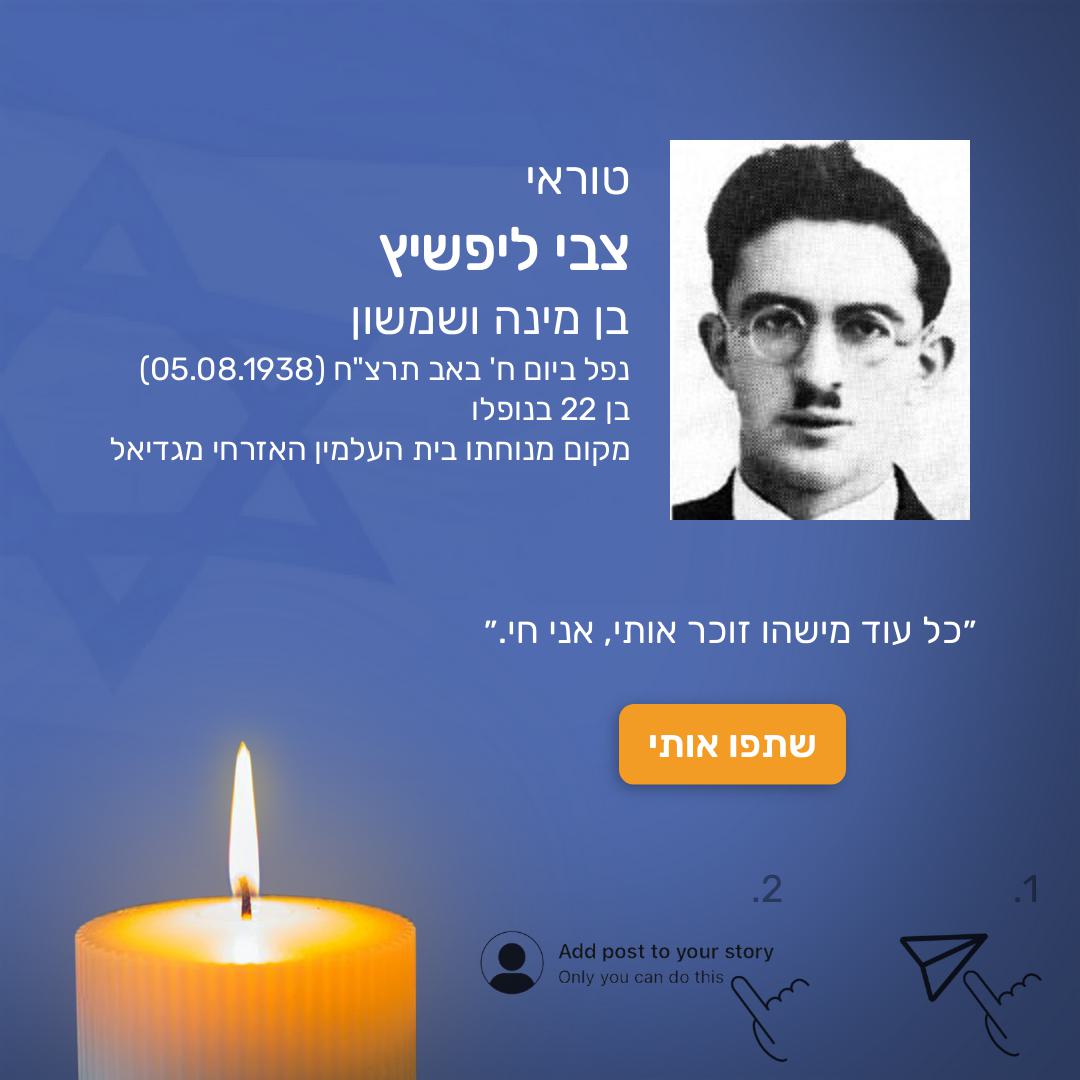 טוראי
צבי ליפשיץ
בן מינה ושמשון
נפל ביום ח' באב תרצ"ח (05.08.1938)
בן 22 בנופלו
מקום מנוחתו בית העלמין האזרחי מגדיאל
״כל עוד מישהו זוכר אותי, אני חי.״
שתפו אותי
1.
2.
Add post to your story
Only you can do this